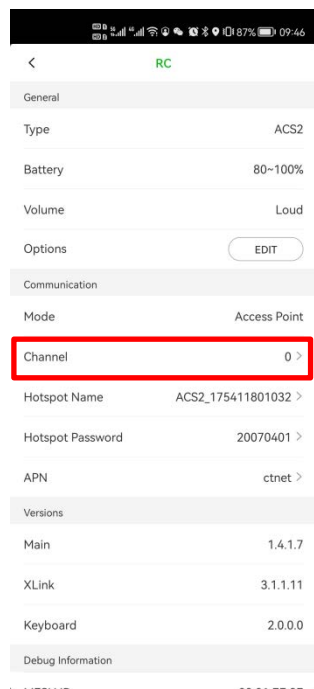 87% 09:46
RC
General
Type ACS2
Battery 80~100%
Volume Loud
Options EDIT
Communication
Mode Access Point
Channel 0 >
Hotspot Name ACS2_175411801032 >
Hotspot Password 20070401 >
APN ctnet >
Versions
Main 1.4.1.7
XLink 3.1.1.11
Keyboard 2.0.0.0
Debug Information